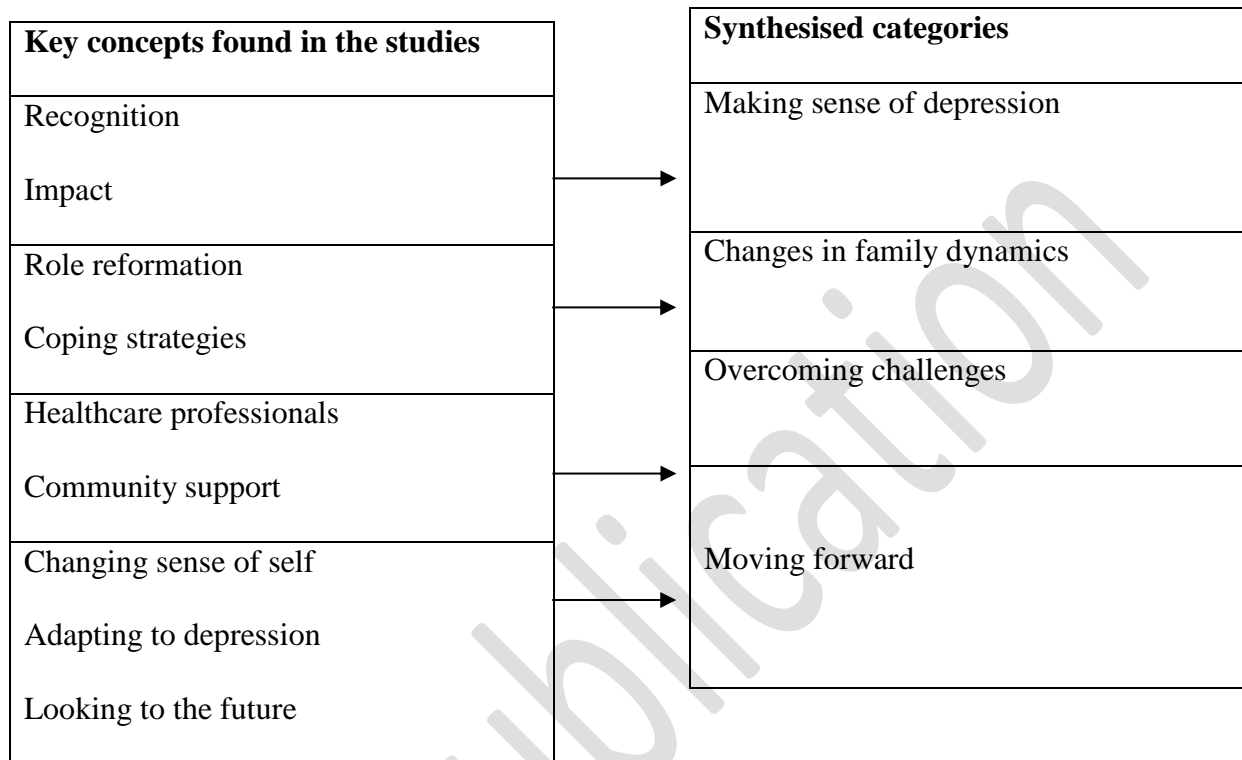 Key concepts found in the studies
Recognition
Impact
Role reformation
Coping strategies
Healthcare professionals
Community support
Changing sense of self
Adapting to depression
Looking to the future
Synthesised categories
Making sense of depression
Changes in family dynamics
Overcoming challenges
Moving forward
ublication